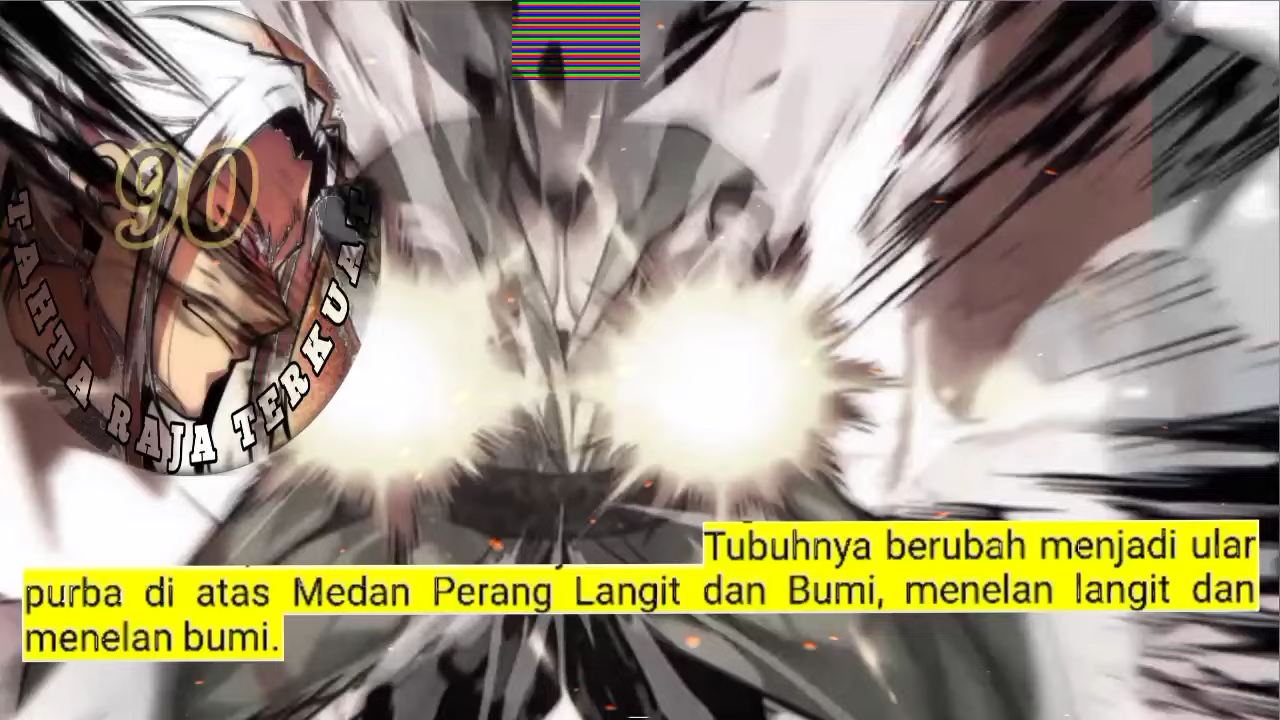 90
TAHTA RAJA TERKUAT
Tubuhnya berubah menjadi ular
purba di atas Medan Perang Langit dan Bumi, menelan langit dan
menelan bumi.